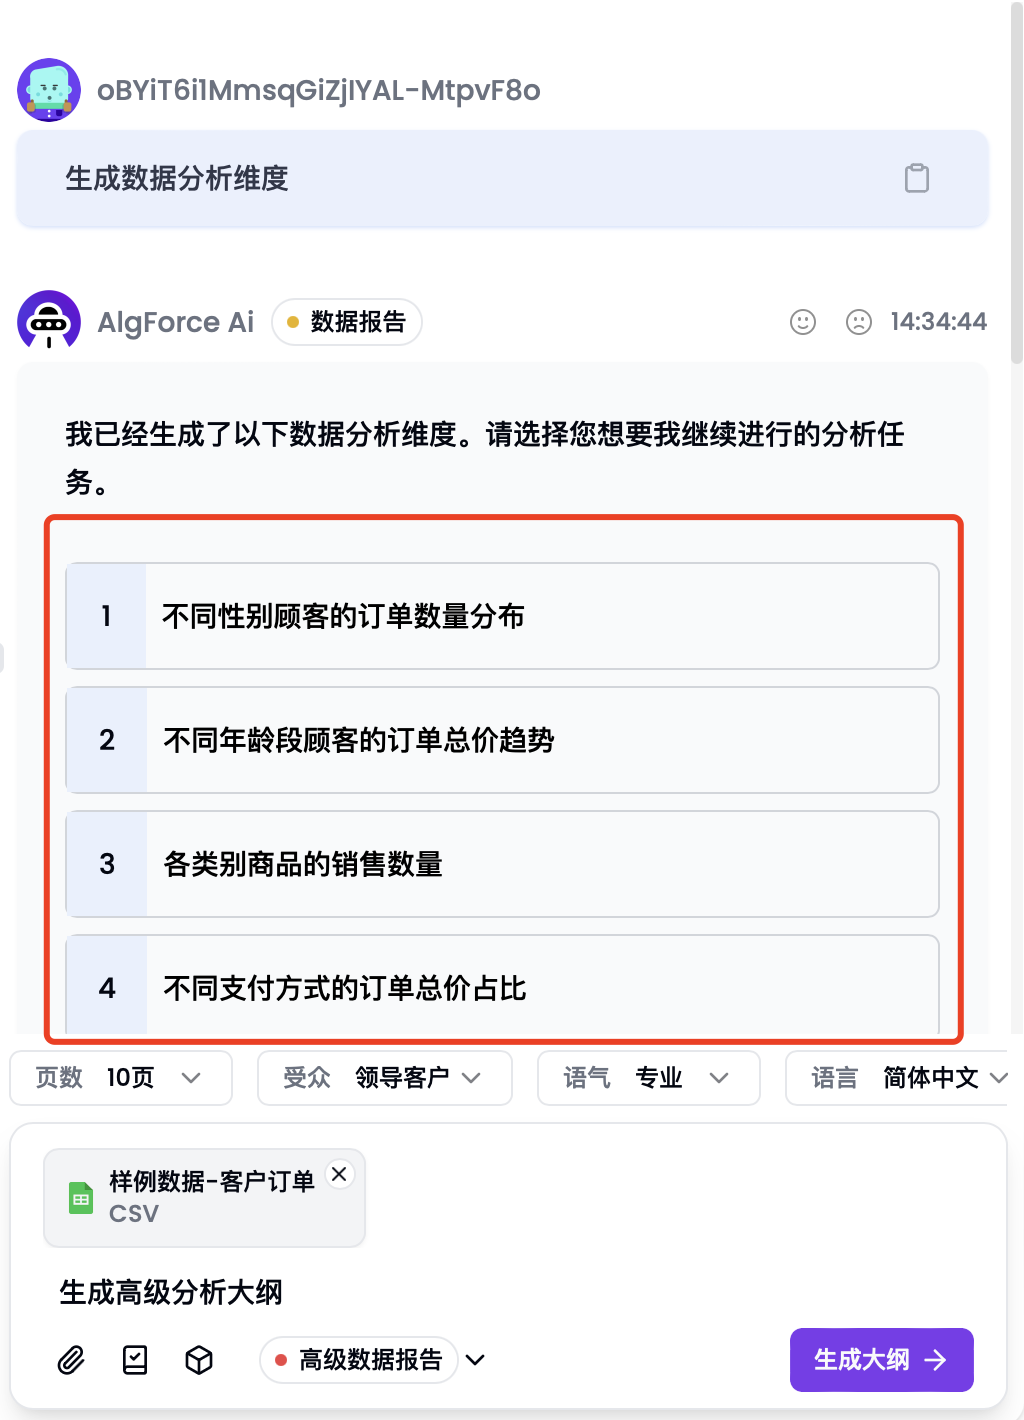 oBYiT6i1MmsqGiZjIYAL-MtpvF8o
生成数据分析维度
AlgForce Ai 数据报告 14:34:44
我已经生成了以下数据分析维度。请选择您想要我继续进行的分析任
务。
1 不同性别顾客的订单数量分布
2 不同年龄段顾客的订单总价趋势
3 各类别商品的销售数量
4 不同支付方式的订单总价占比
页数 10页 受众 领导客户 语气 专业 语言 简体中文
样例数据-客户订单
CSV
生成高级分析大纲
高级数据报告 生成大纲